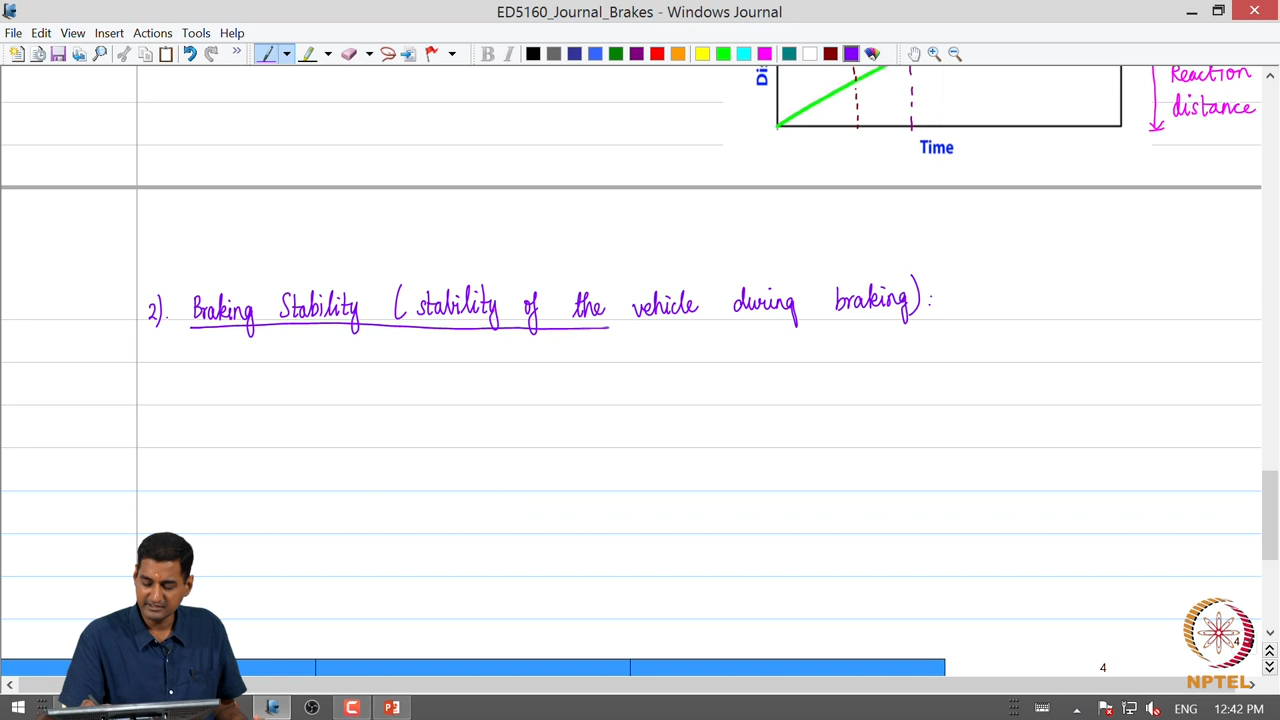 ED5160_Journal_Brakes - Windows Journal
File Edit View Insert Actions Tools Help
B I
Reaction
distance
Time
2). Braking Stability (stability of the vehicle during braking):
4
4
NPTEL
ENG 12:42 PM